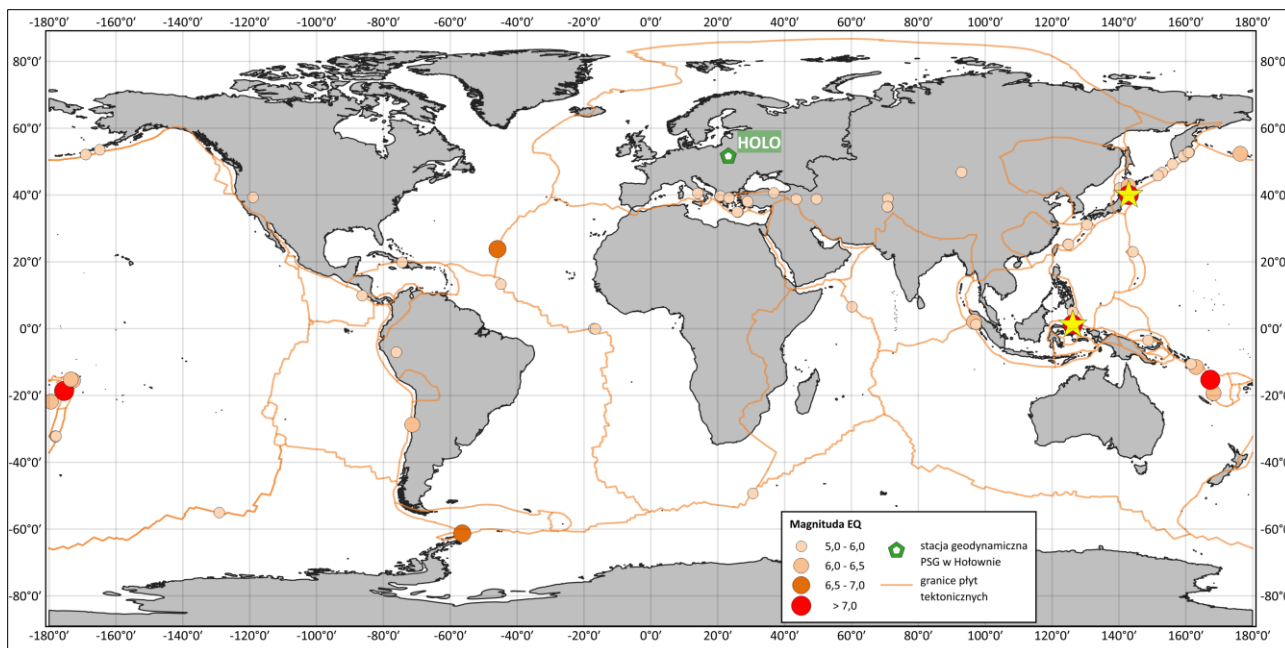 -180°0' -160°0' -140°0' -120°0' -100°0' -80°0' -60°0' -40°0' -20°0' 0°0' 20°0' 40°0' 60°0' 80°0' 100°0' 120°0' 140°0' 160°0' 180°0'
80°0' 80°0'
60°0' 60°0'
HOLO
40°0' 40°0'
20°0' 20°0'
0°0' 0°0'
-20°0' -20°0'
-40°0' -40°0'
-60°0' -60°0'
-80°0' -80°0'
Magnituda EQ
5,0 - 6,0
6,0 - 6,5
6,5 - 7,0
> 7,0
stacja geodynamiczna
PSG w Hołownie
granice płyt
tektonicznych
-180°0' -160°0' -140°0' -120°0' -100°0' -80°0' -60°0' -40°0' -20°0' 0°0' 20°0' 40°0' 60°0' 80°0' 100°0' 120°0' 140°0' 160°0' 180°0'